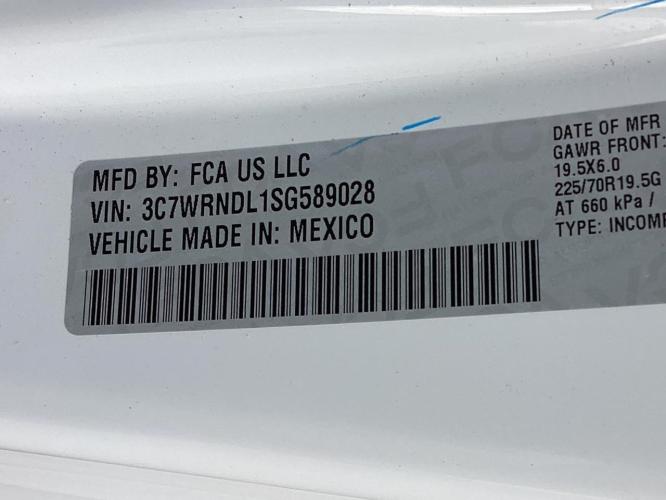 MFD BY: FCA US LLC
VIN: 3C7WRNDL1SG589028
VEHICLE MADE IN: MEXICO
DATE OF MFR
GAWR FRONT:
19.5X6.0
225/70R19.5G
AT 660 kPa /
TYPE: INCOME